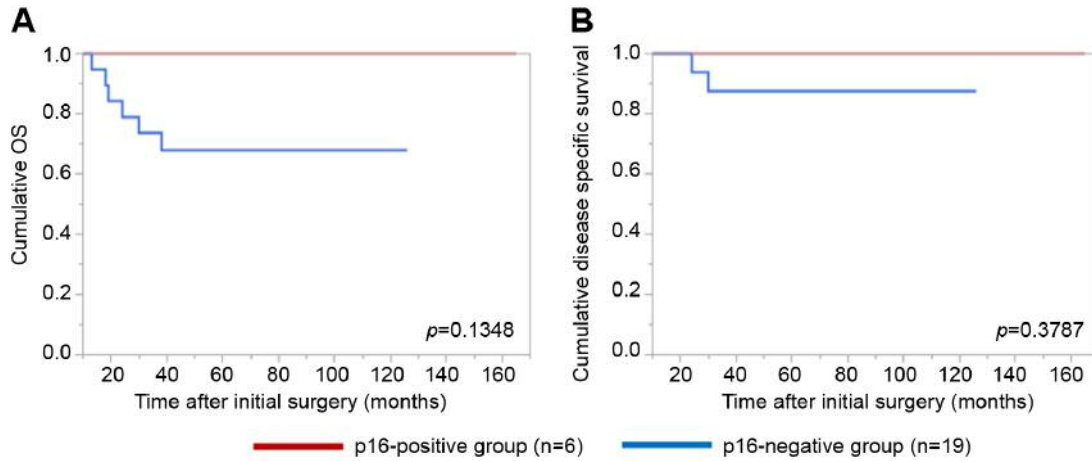 A
Cumulative OS
1.0
0.8
0.6
0.4
0.2
0.0
p=0.1348
20 40 60 80 100 120 140 160
Time after initial surgery (months)
B
Cumulative disease specific survival
1.0
0.8
0.6
0.4
0.2
0.0
p=0.3787
20 40 60 80 100 120 140 160
Time after initial surgery (months)
p16-positive group (n=6) p16-negative group (n=19)